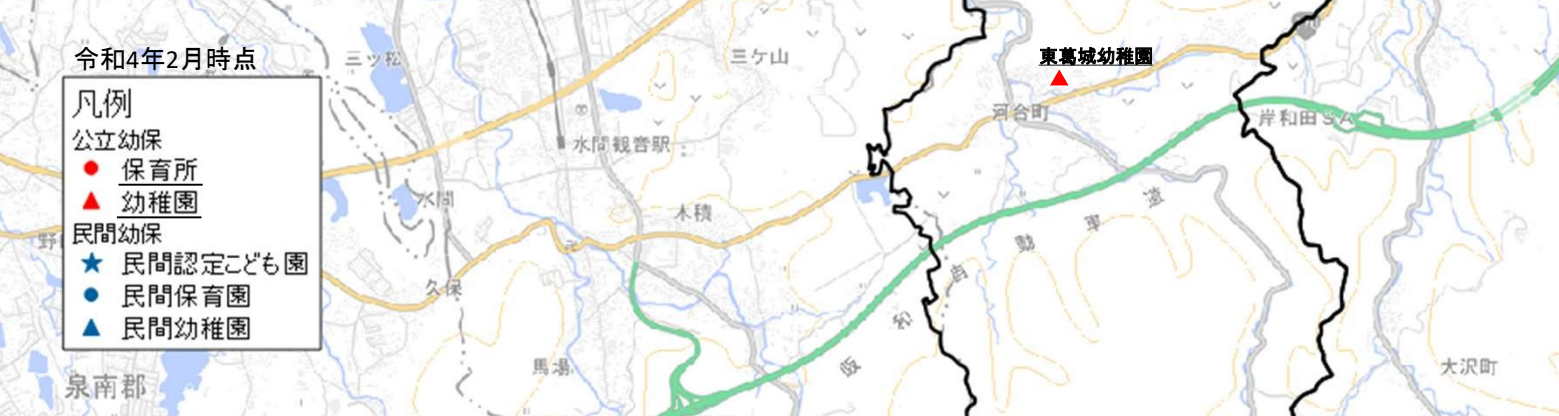 令和4年2月時点
凡例
公立幼保
保育所
幼稚園
民間幼保
民間認定こども園
民間保育園
民間幼稚園
三ツ松
三ケ山
東葛城幼稚園
河合町
岸和田SA
水間観音駅
水間
木積
久保
阪和自動車道
馬場
泉南郡
大沢町